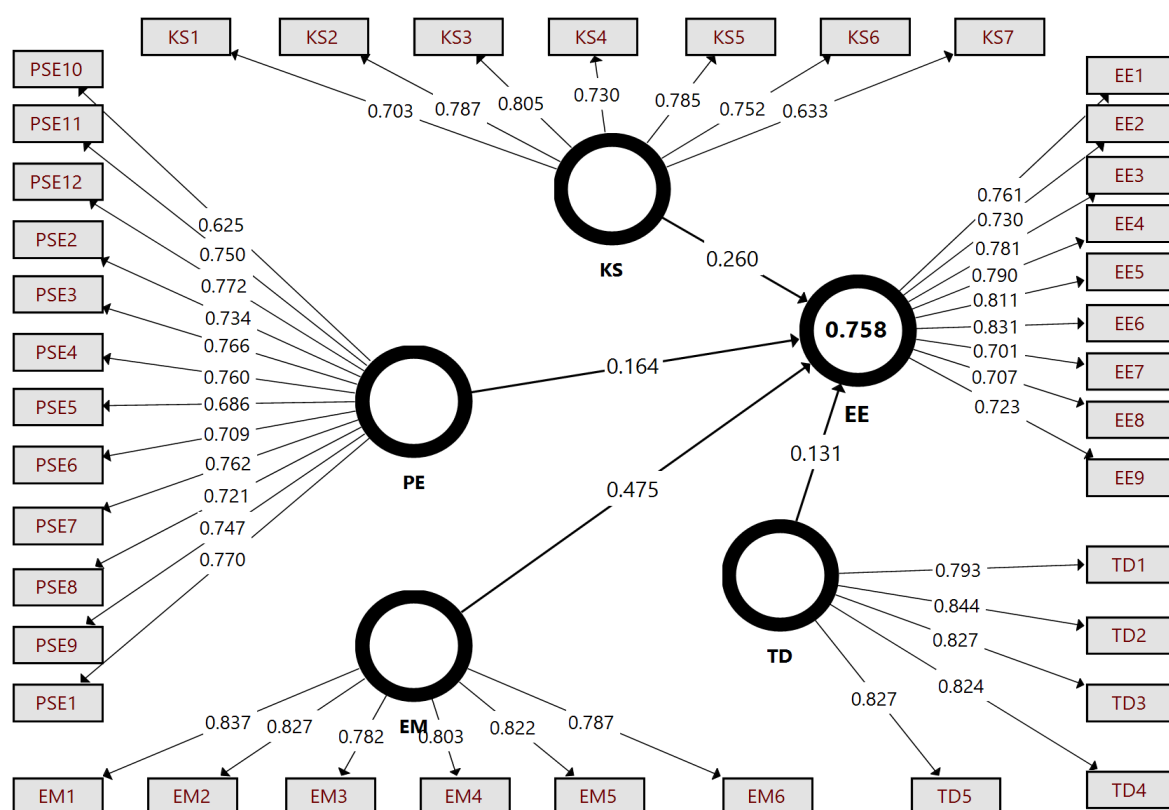 KS1 KS2 KS3 KS4 KS5 KS6 KS7
0.703 0.787 0.805 0.730 0.785 0.752 0.633
KS
PSE10
PSE11
PSE12
PSE2
PSE3
PSE4
PSE5
PSE6
PSE7
PSE8
PSE9
PSE1
0.625
0.750
0.772
0.734
0.766
0.760
0.686
0.709
0.762
0.721
0.747
0.770
PE
0.260
0.164
0.475
0.131
0.758
EE
EE1
EE2
EE3
EE4
EE5
EE6
EE7
EE8
EE9
0.761
0.730
0.781
0.790
0.811
0.831
0.701
0.707
0.723
TD
0.793
0.844
0.827
0.824
0.827
TD1
TD2
TD3
TD4
TD5
EM
0.837 0.827 0.782 0.803 0.822 0.787
EM1 EM2 EM3 EM4 EM5 EM6